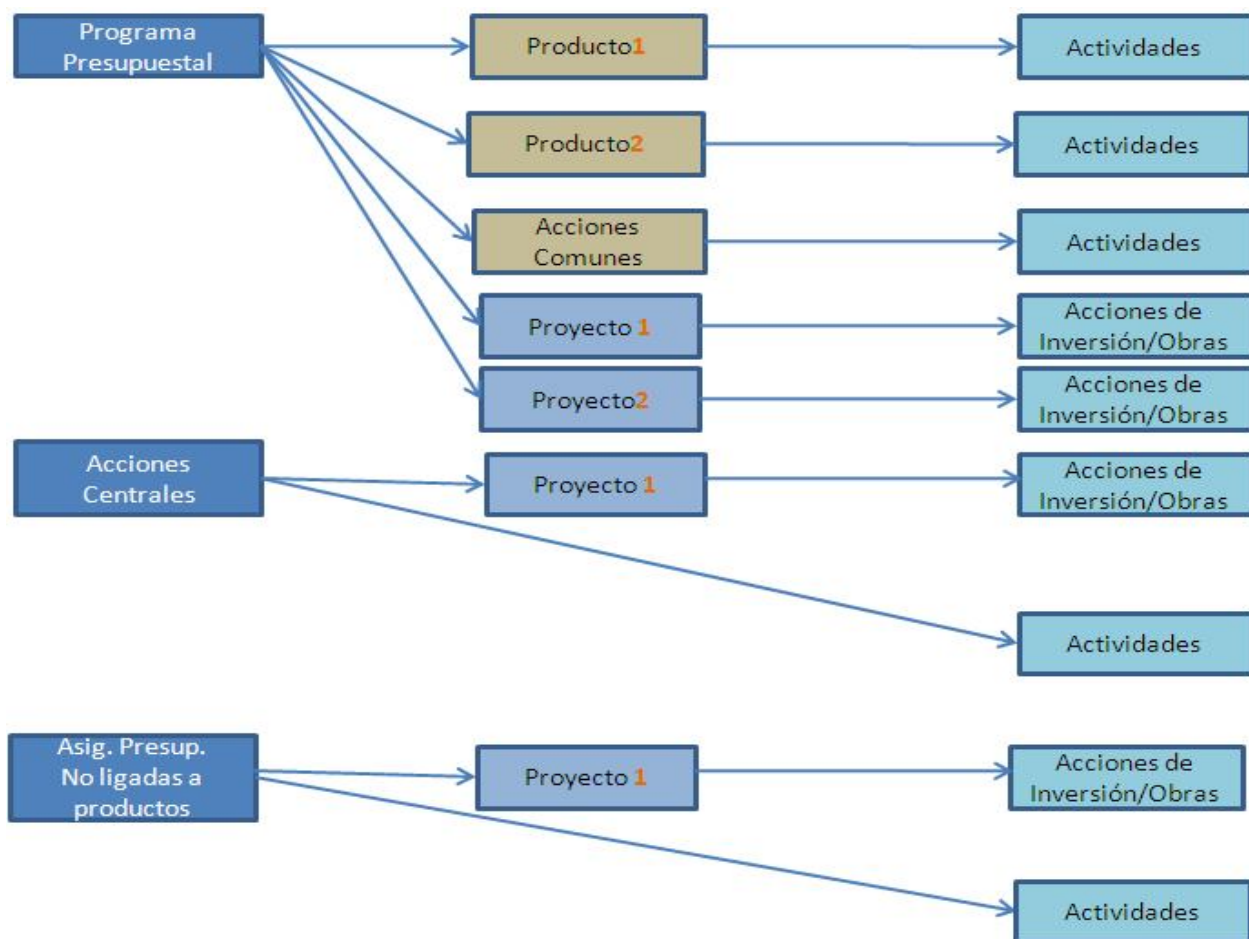 Programa
Presupuestal
Producto1
Actividades
Producto2
Actividades
Acciones
Comunes
Actividades
Proyecto 1
Acciones de
Inversión/Obras
Proyecto2
Acciones de
Inversión/Obras
Acciones
Centrales
Proyecto 1
Acciones de
Inversión/Obras
Actividades
Asig. Presup.
No ligadas a
productos
Proyecto 1
Acciones de
Inversión/Obras
Actividades